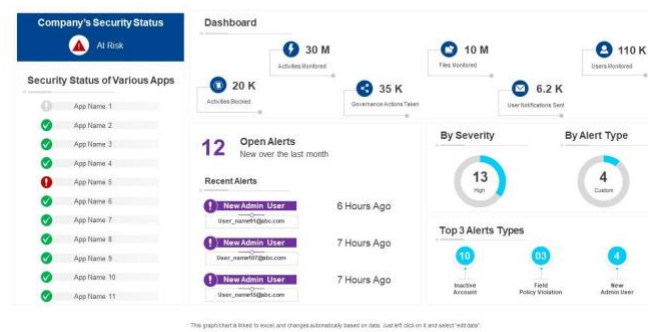 Company's Security Status
At Risk
Security Status of Various Apps
App Name 1
App Name 2
App Name 3
App Name 4
App Name 5
App Name 6
App Name 7
App Name 8
App Name 9
App Name 10
App Name 11
Dashboard
30 M
Activities Monitored
10 M
Files Monitored
110 K
Users Monitored
20 K
Activities Blocked
35 K
Governance Actions Taken
6.2 K
User Notifications Sent
12
Open Alerts
New over the last month
Recent Alerts
New Admin User
6 Hours Ago
New Admin User
7 Hours Ago
New Admin User
7 Hours Ago
By Severity
13
High
By Alert Type
4
Custom
Top 3 Alerts Types
10
Inactive
Account
03
Field
Policy Violation
4
New
Admin User
This graph/chart is linked to excel, and changes automatically based on data. Just left click on it and select "edit data".